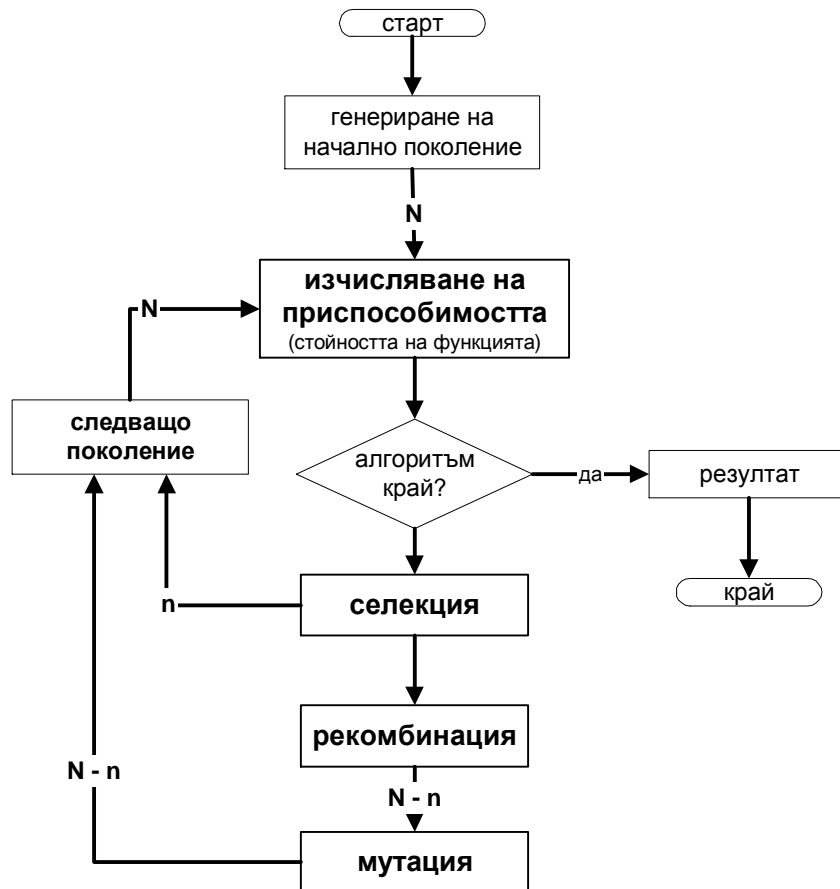 старт
генериране на
начално поколение
N
изчисляване на
приспособимостта
(стойността на функцията)
N
следващо
поколение
алгоритъм
край?
да
резултат
край
n
селекция
рекомбинация
N - n
N - n
мутация